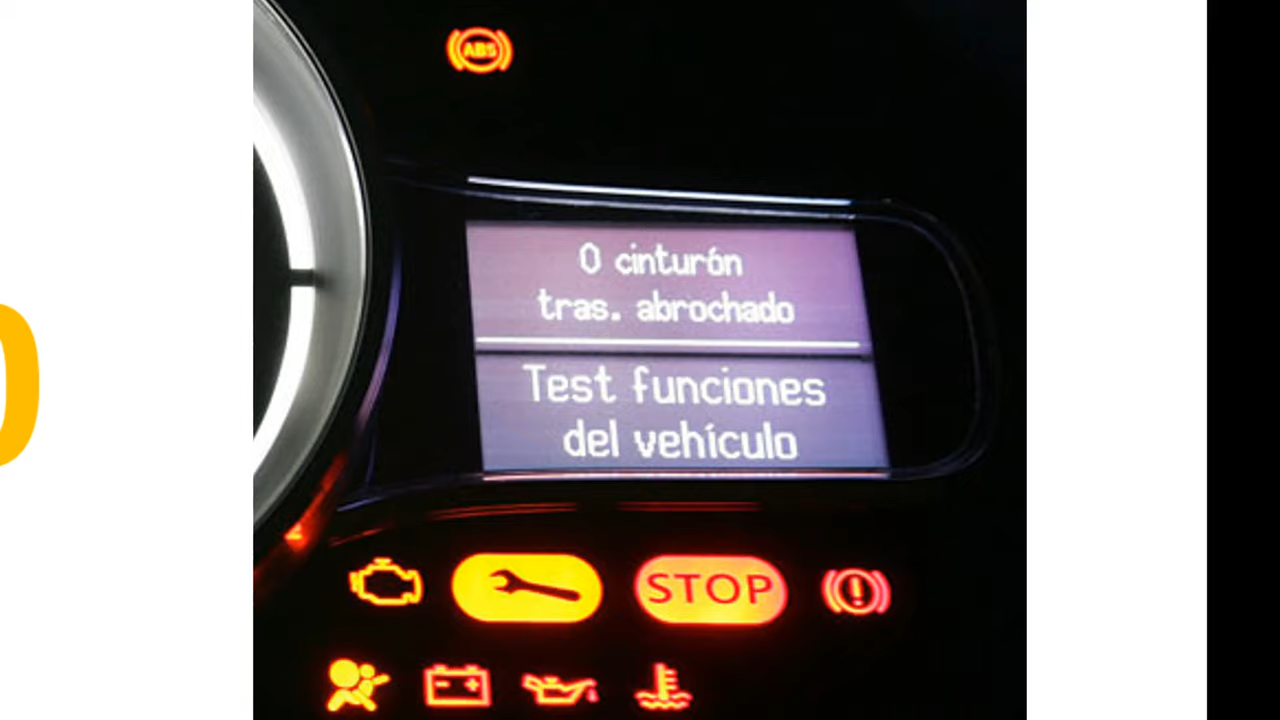 ABS
0 cinturón
tras. abrochado
Test funciones
del vehículo
STOP